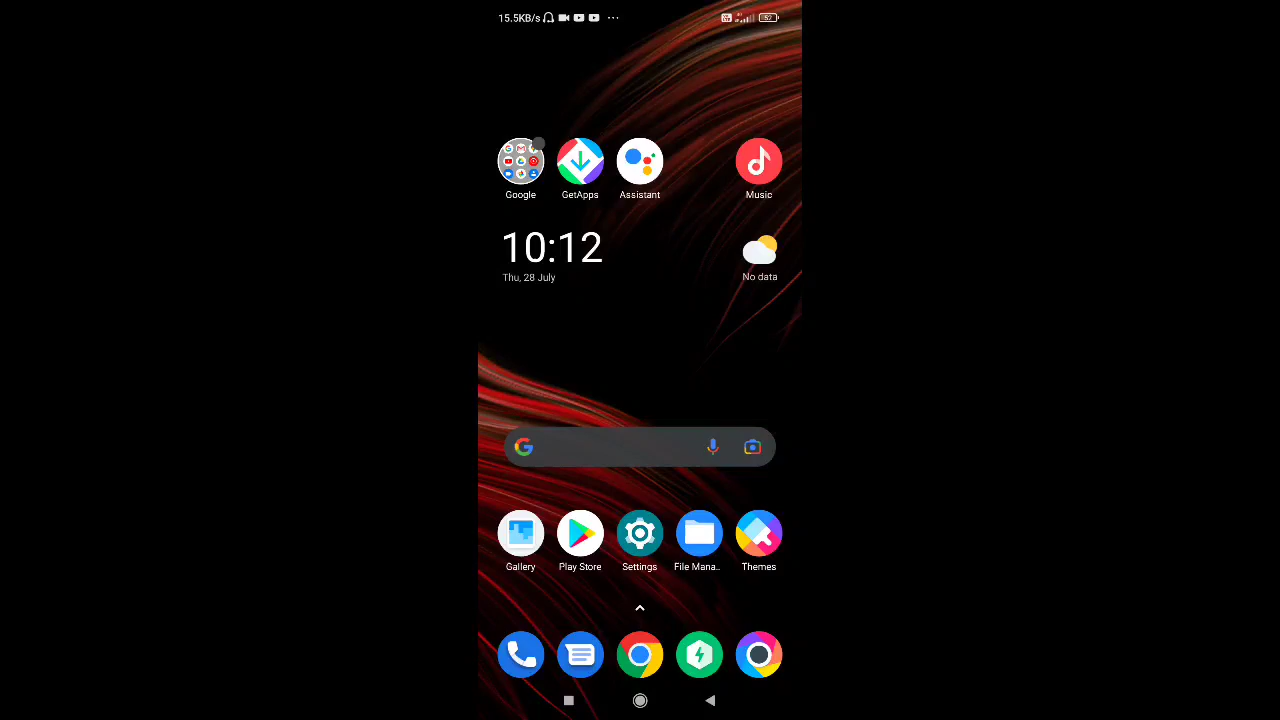 15.5KB/s
52
Google GetApps Assistant Music
10:12
Thu, 28 July
No data
Gallery Play Store Settings File Mana.. Themes